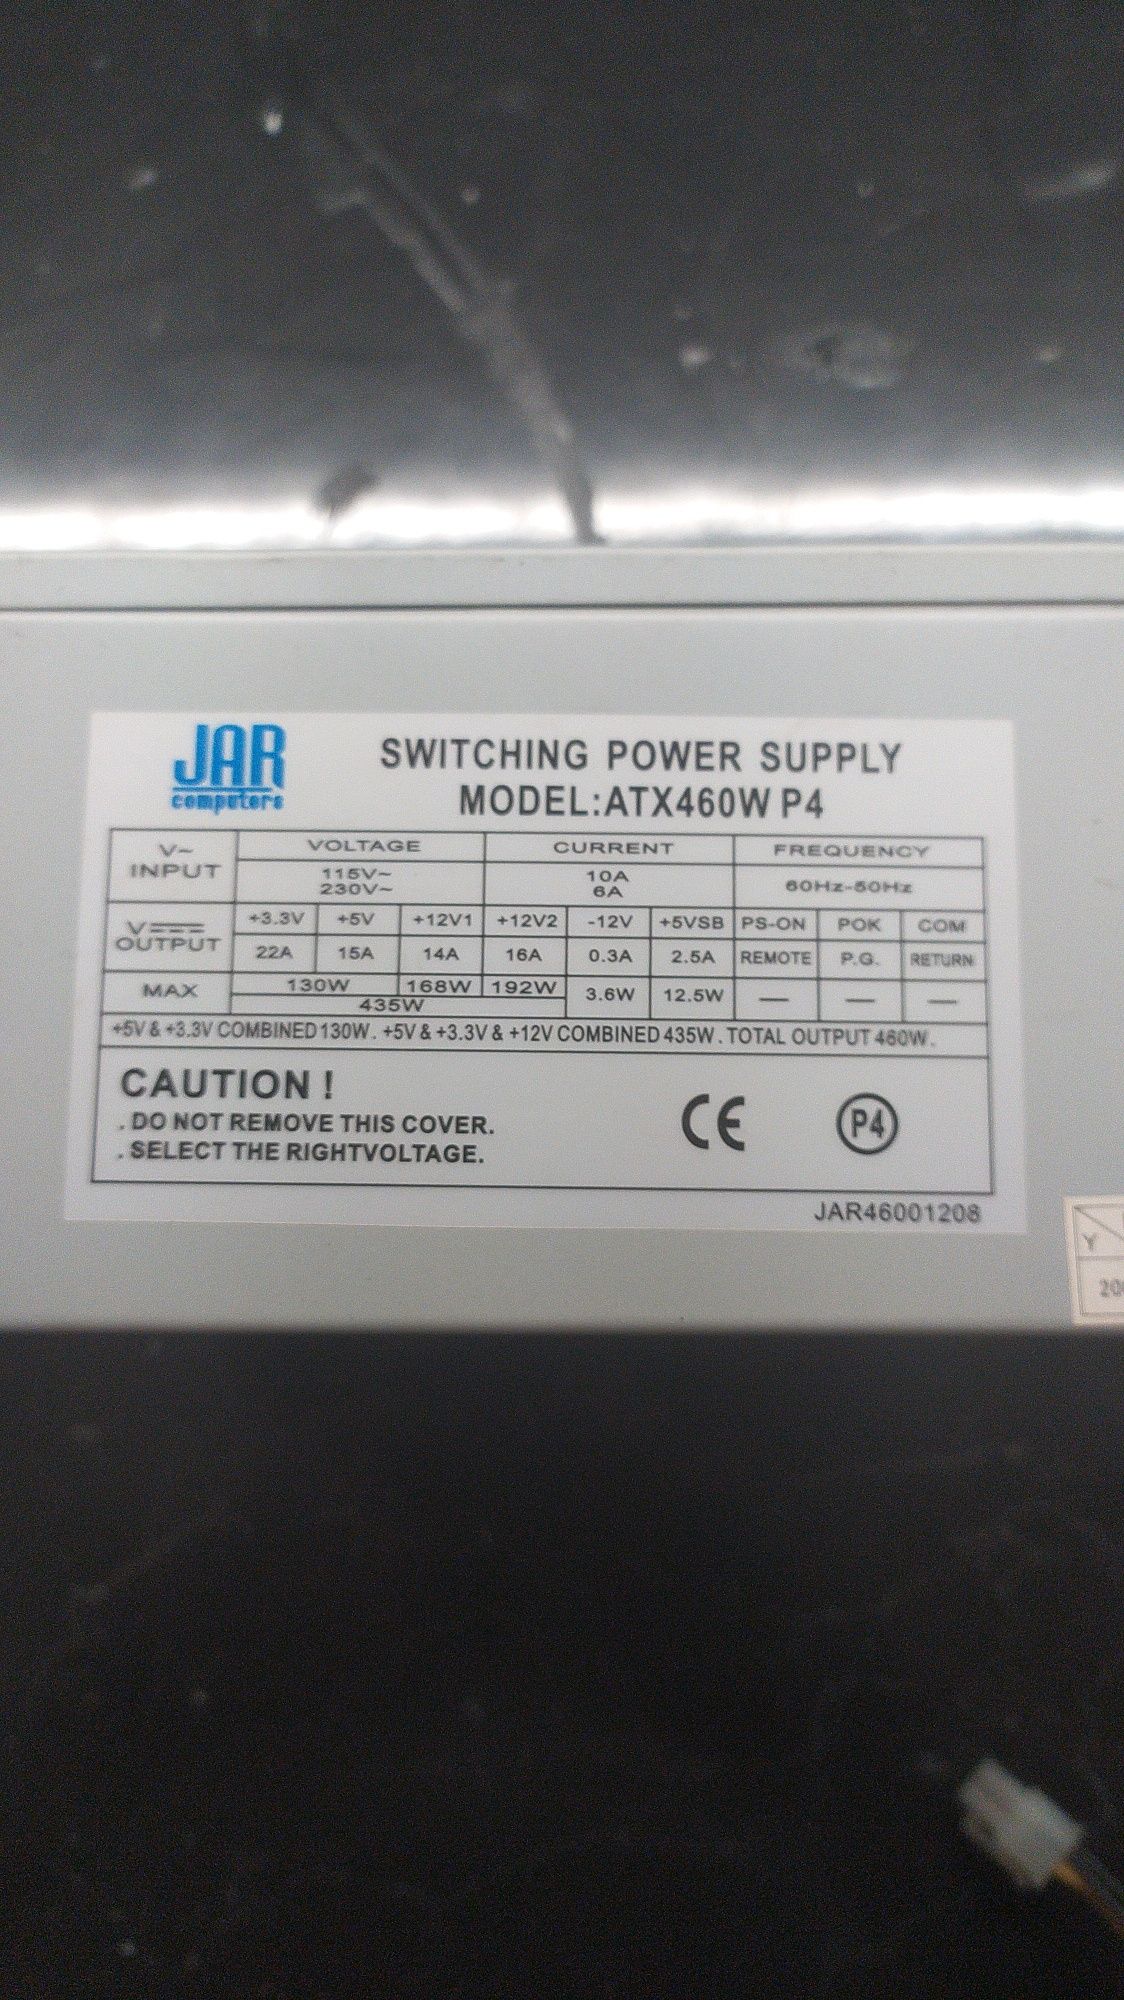 JAR
computers
SWITCHING POWER SUPPLY
MODEL:ATX460W P4
V~ INPUT VOLTAGE CURRENT FREQUENCY
115V~ 10A 60Hz-50Hz
230V~ 6A
V OUTPUT +3.3V +5V +12V1 +12V2 -12V +5VSB PS-ON POK COM
22A 15A 14A 16A 0.3A 2.5A REMOTE P.G. RETURN
MAX 130W 168W 192W 3.6W 12.5W — — —
435W
+5V & +3.3V COMBINED 130W. +5V & +3.3V & +12V COMBINED 435W. TOTAL OUTPUT 460W.
CAUTION !
. DO NOT REMOVE THIS COVER.
. SELECT THE RIGHTVOLTAGE.
CE P4
JAR46001208
Y